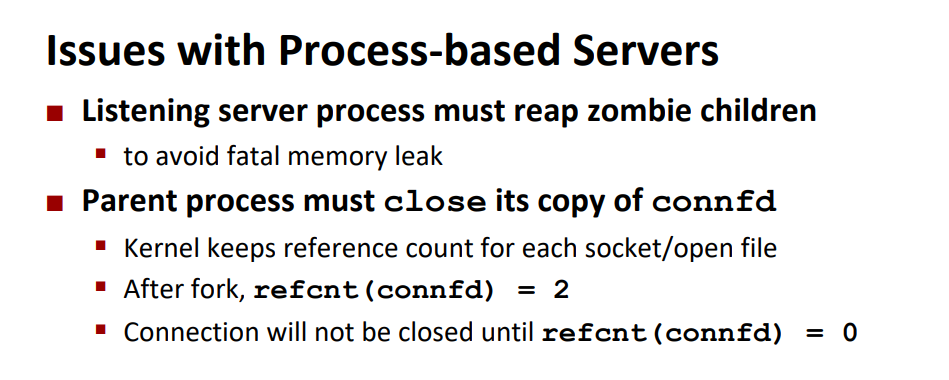 Issues with Process-based Servers
Listening server process must reap zombie children
to avoid fatal memory leak
Parent process must close its copy of connfd
Kernel keeps reference count for each socket/open file
After fork, refcnt(connfd) = 2
Connection will not be closed until refcnt(connfd) = 0